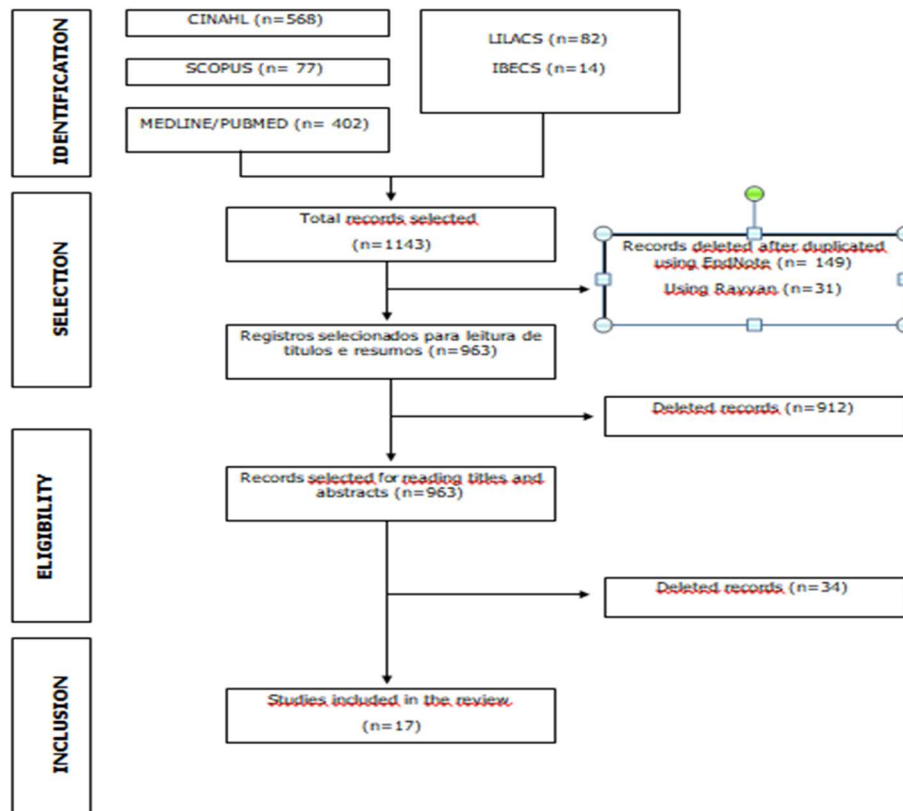 IDENTIFICATION
CINAHL (n=568)
SCOPUS (n= 77)
MEDLINE/PUBMED (n= 402)
LILACS (n=82)
IBECS (n=14)
SELECTION
Total records selected
(n=1143)
Records deleted after duplicated
using EndNote (n= 149)
Using Rayyan (n=31)
Registros selecionados para leitura de
títulos e resumos (n=963)
Deleted records (n=912)
ELIGIBILITY
Records selected for reading titles and
abstracts (n=963)
Deleted records (n=34)
INCLUSION
Studies included in the review.
(n=17)